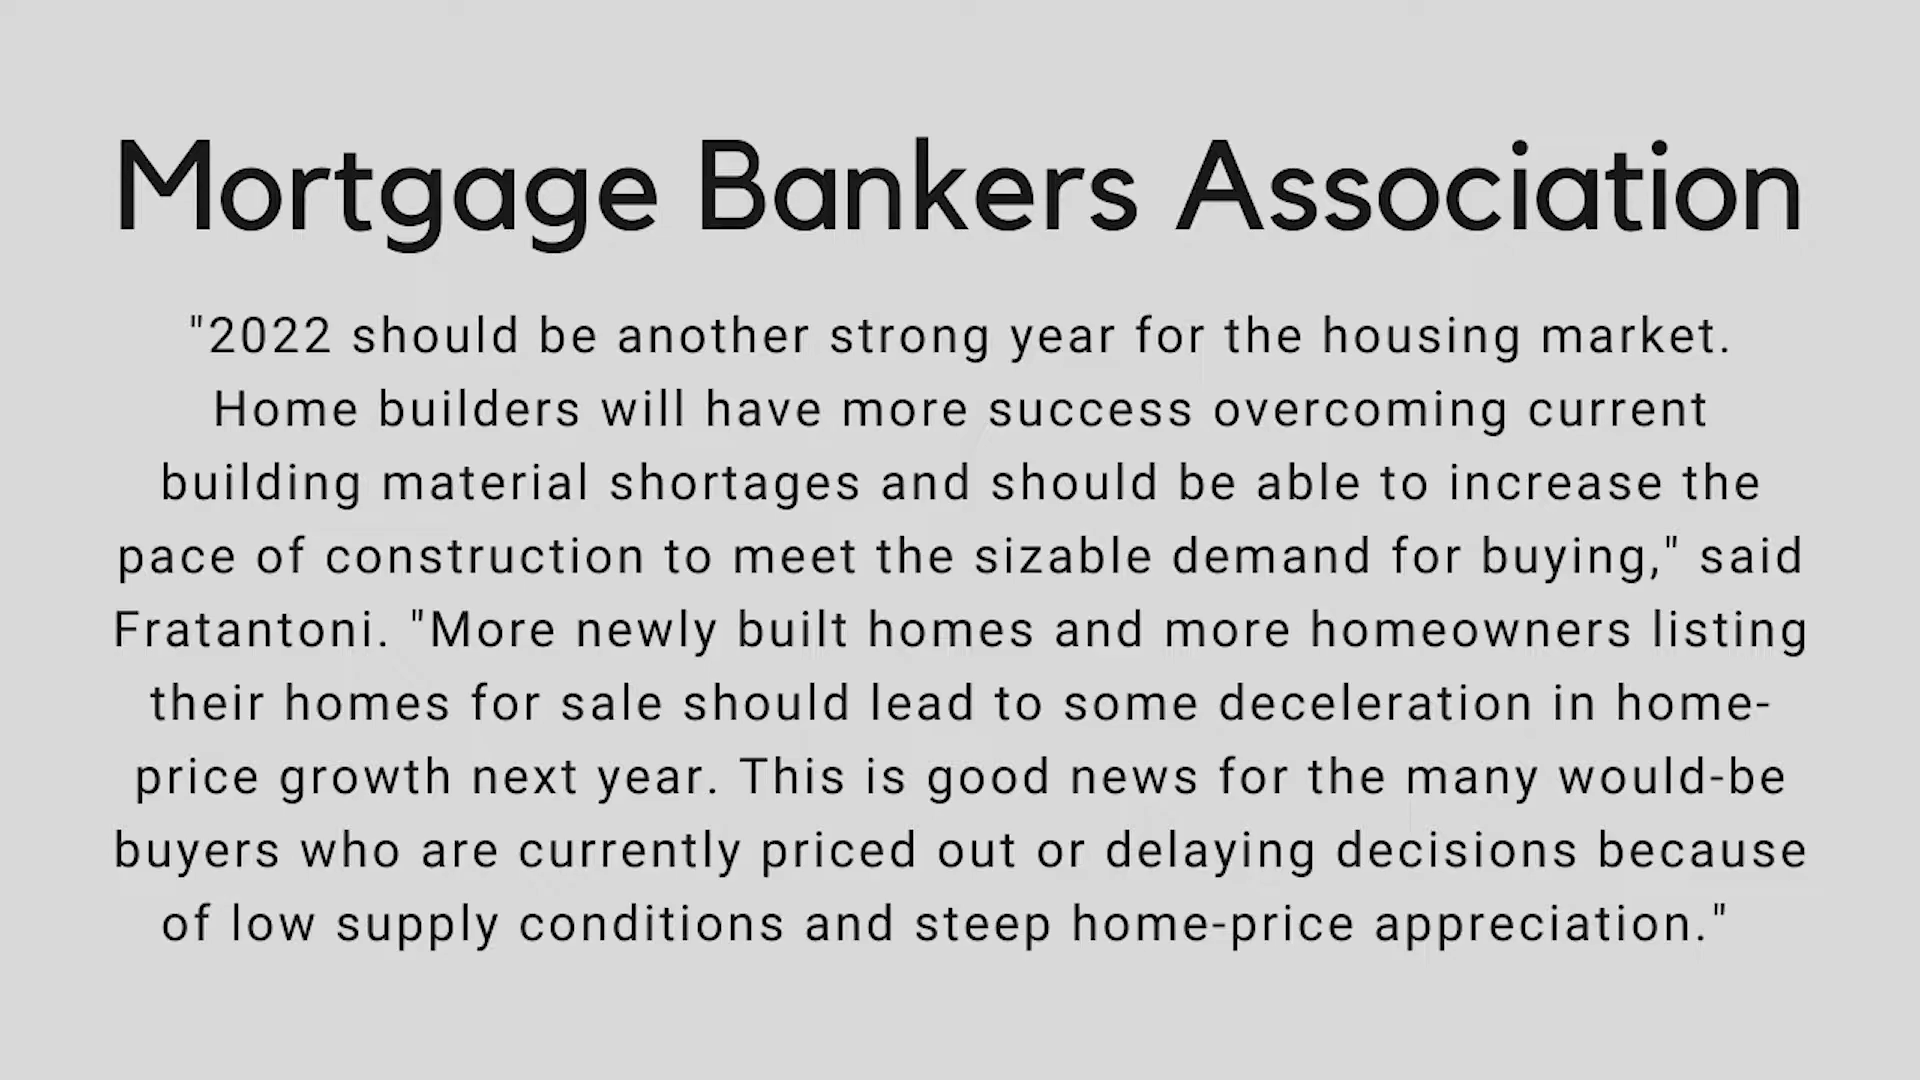 Mortgage Bankers Association
"2022 should be another strong year for the housing market.
Home builders will have more success overcoming current
building material shortages and should be able to increase the
pace of construction to meet the sizable demand for buying," said
Fratantoni. "More newly built homes and more homeowners listing
their homes for sale should lead to some deceleration in home-
price growth next year. This is good news for the many would-be
buyers who are currently priced out or delaying decisions because
of low supply conditions and steep home-price appreciation."